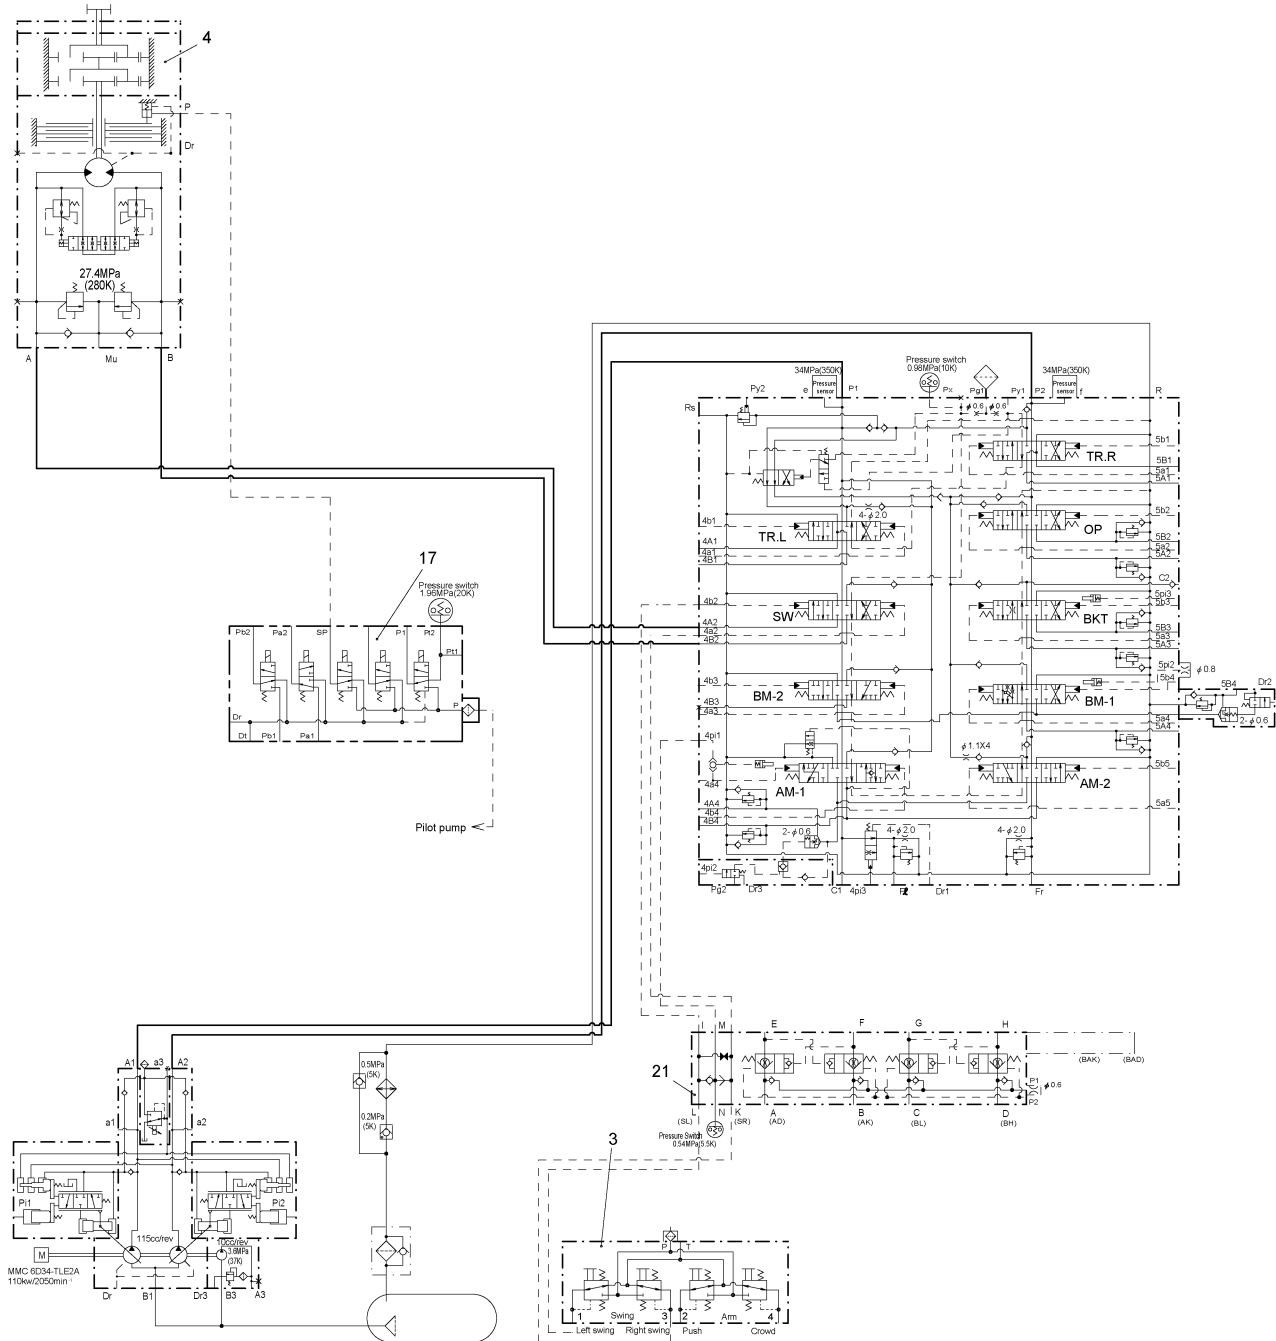 4
P
Dr
27.4MPa
(280K)
A
Mu
B
Pressure switch
0.98MPa(10K)
34MPa(350K)
Pressure
sensor
e
P1
Py2
Px
Pg1
Py1
P2
34MPa(350K)
Pressure
sensor
f
R
Rs
φ0.6
φ0.6
5b1
TR.R
5B1
5a1
5A1
4-φ2.0
4b1
TR.L
4A1
4a1
4B1
5b2
OP
5B2
5a2
5A2
C2
17
Pressure switch
1.96MPa(20K)
4b2
SW
4A2
4a2
4B2
5pi3
5b3
BKT
5B3
5a3
5A3
Pb2
Pa2
SP
P1
Pt2
Pt1
P
Dr
Dt
Pb1
Pa1
Pilot pump
4b3
BM-2
4B3
4a3
5pi2
φ0.8
5b4
BM-1
5B4
Dr2
2-φ0.6
5a4
5A4
4pi1
φ1.1X4
4a4
AM-1
AM-2
5b5
4A4
4b4
4B4
5a5
2-φ0.6
4-φ2.0
4-φ2.0
4pi2
Pg2
Dr3
C1
4pi3
Dr1
Fr
L
M
E
F
G
H
21
(BAK)
(BAD)
P1
φ0.6
P2
L
(SL)
N
K
(SR)
A
(AD)
B
(AK)
C
(BL)
D
(BH)
Pressure Switch
0.54MPa(5.5K)
A1
a3
A2
0.5MPa
(5K)
0.2MPa
(5K)
a1
a2
Pi1
Pi2
115cc/rev
10cc/rev
3.6MPa
(37K)
M
MMC 6D34-TLE2A
110kw/2050min⁻¹
Dr
B1
Dr3
B3
A3
3
P
T
1
Swing
3
2
Arm
4
Left swing
Right swing
Push
Crowd